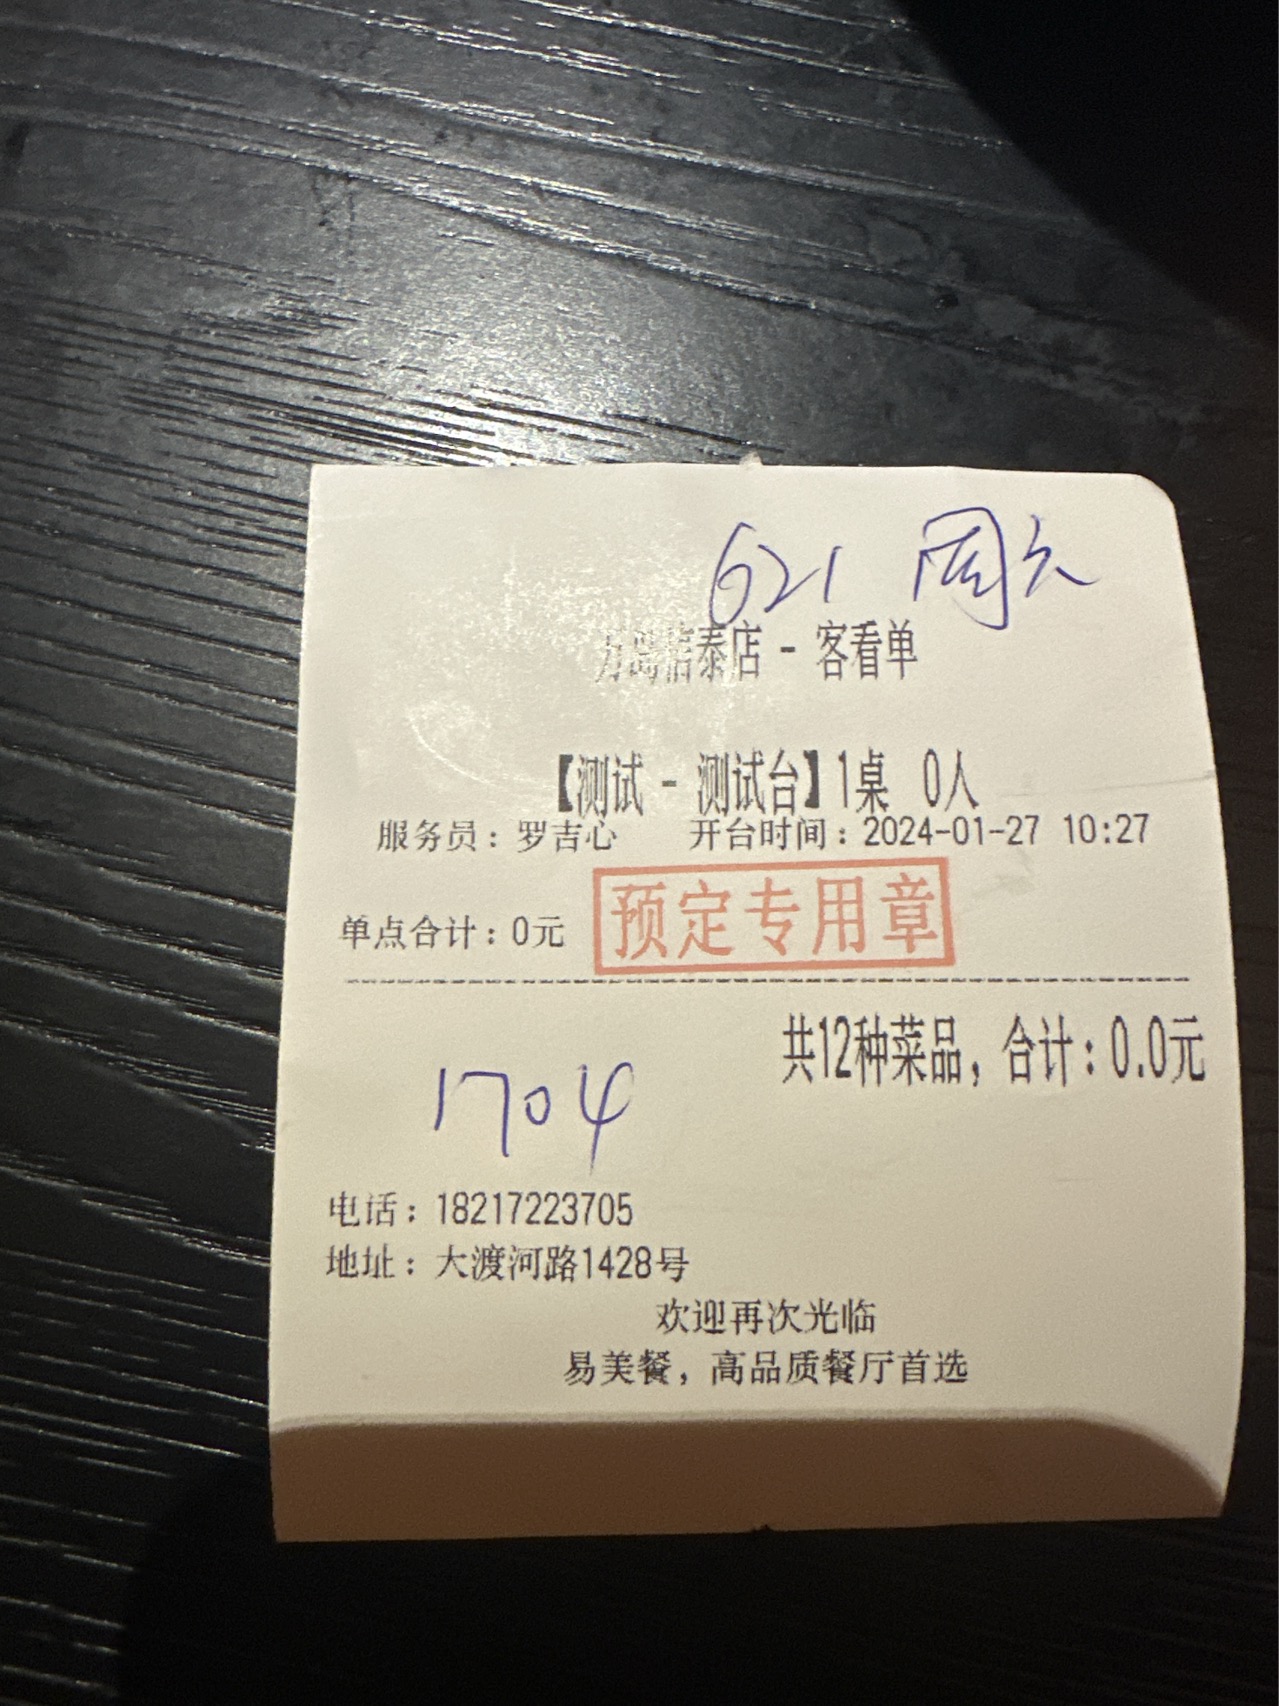 621 周六
万岛信泰店 - 客看单
【测试 - 测试台】1桌 0人
服务员：罗吉心 开台时间：2024-01-27 10:27
单点合计：0元 预定专用章
共12种菜品，合计：0.0元
1704
电话：18217223705
地址：大渡河路1428号
欢迎再次光临
易美餐，高品质餐厅首选